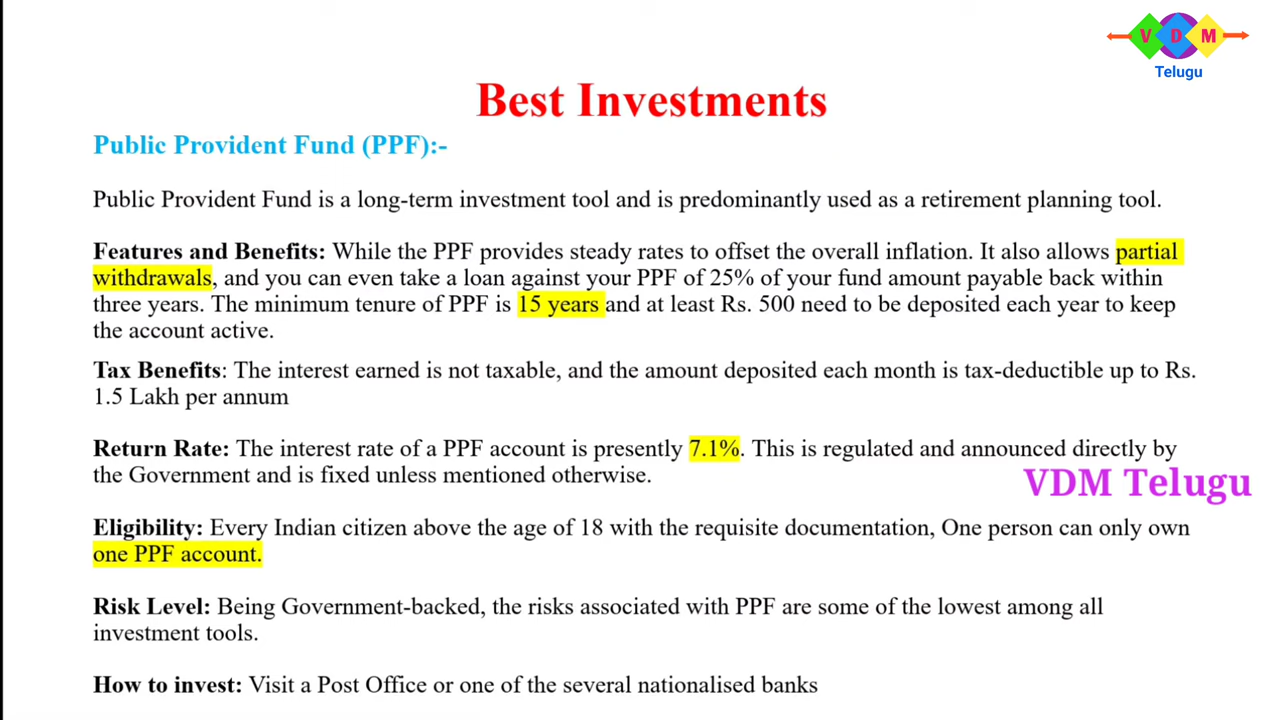 V D M
Telugu
Best Investments
Public Provident Fund (PPF):-
Public Provident Fund is a long-term investment tool and is predominantly used as a retirement planning tool.
Features and Benefits: While the PPF provides steady rates to offset the overall inflation. It also allows partial
withdrawals, and you can even take a loan against your PPF of 25% of your fund amount payable back within
three years. The minimum tenure of PPF is 15 years and at least Rs. 500 need to be deposited each year to keep
the account active.
Tax Benefits: The interest earned is not taxable, and the amount deposited each month is tax-deductible up to Rs.
1.5 Lakh per annum
Return Rate: The interest rate of a PPF account is presently 7.1%. This is regulated and announced directly by
the Government and is fixed unless mentioned otherwise.
VDM Telugu
Eligibility: Every Indian citizen above the age of 18 with the requisite documentation, One person can only own
one PPF account.
Risk Level: Being Government-backed, the risks associated with PPF are some of the lowest among all
investment tools.
How to invest: Visit a Post Office or one of the several nationalised banks